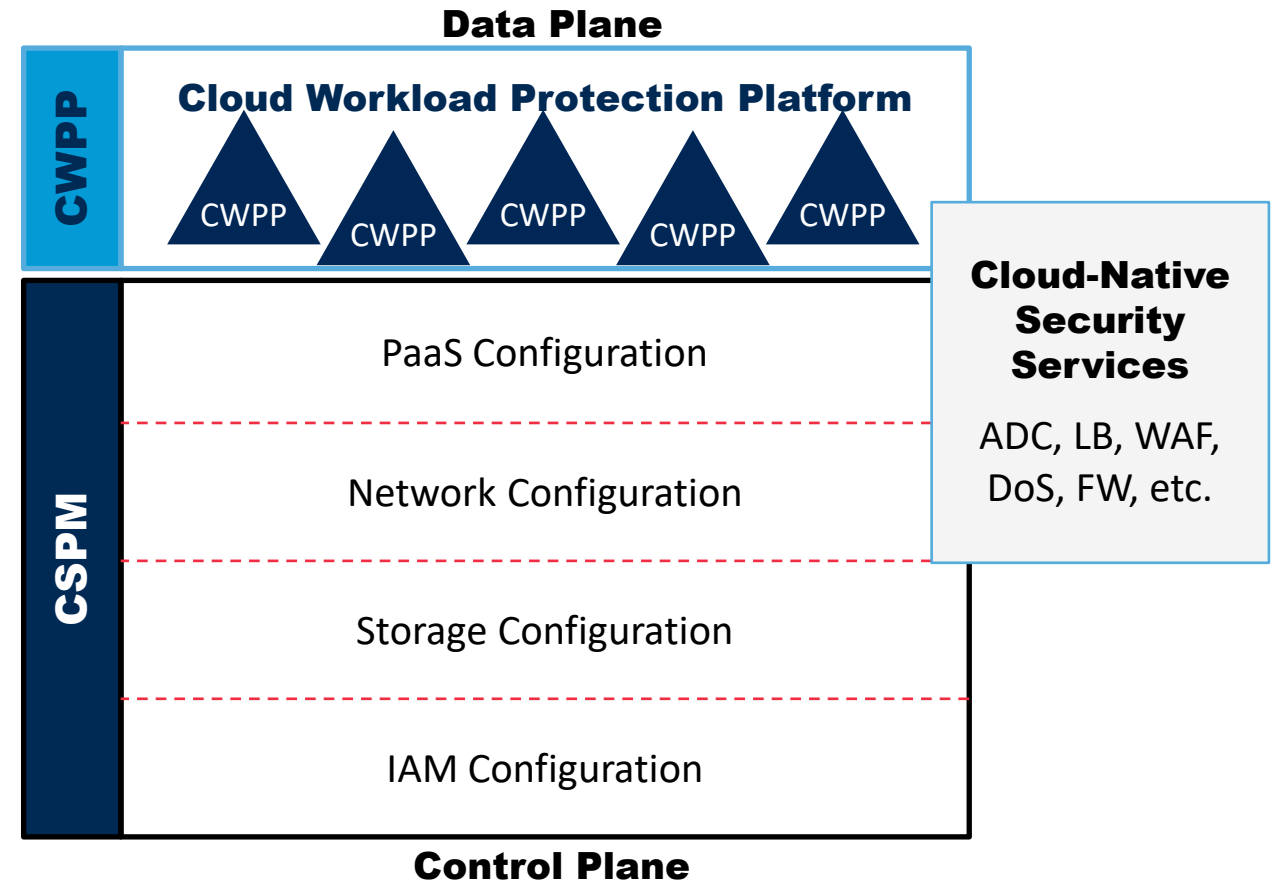 Data Plane
CWPP
Cloud Workload Protection Platform
CWPP
CWPP
CWPP
CWPP
CWPP
CSPM
PaaS Configuration
Network Configuration
Storage Configuration
IAM Configuration
Cloud-Native
Security
Services
ADC, LB, WAF,
DoS, FW, etc.
Control Plane